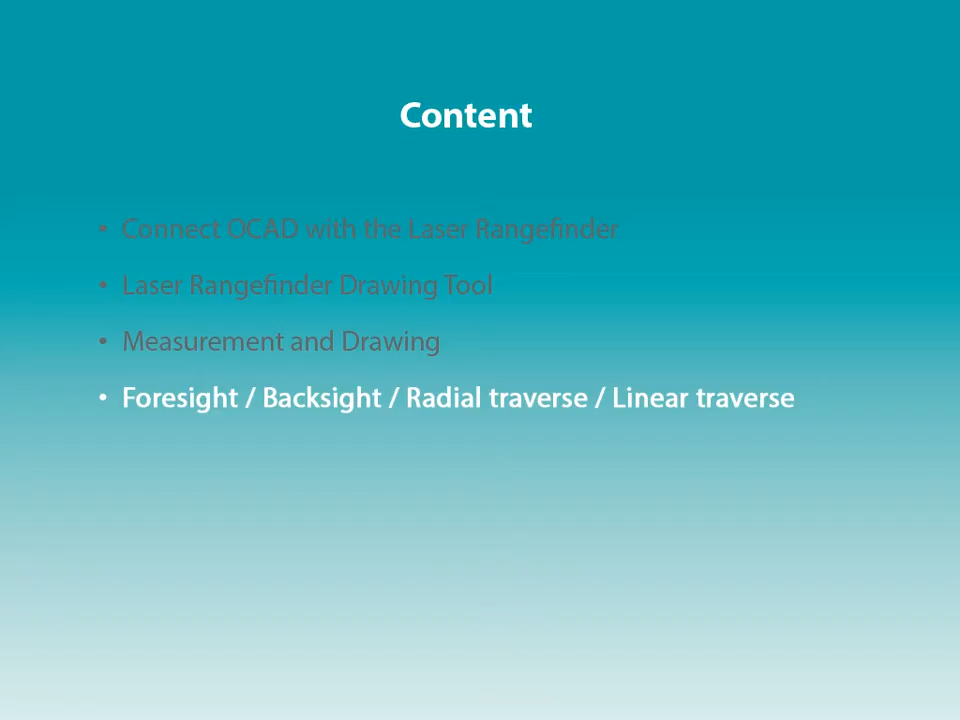 Content
• Connect OCAD with the Laser Rangefinder
• Laser Rangefinder Drawing Tool
• Measurement and Drawing
• Foresight / Backsight / Radial traverse / Linear traverse